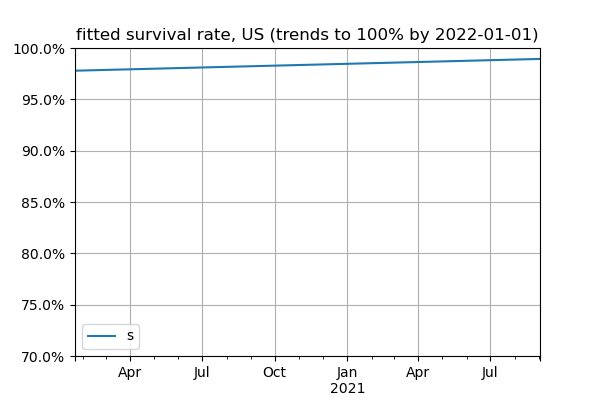 fitted survival rate, US (trends to 100% by 2022-01-01)
100.0%
95.0%
90.0%
85.0%
80.0%
75.0%
70.0%
s
Apr Jul Oct Jan Apr Jul
2021